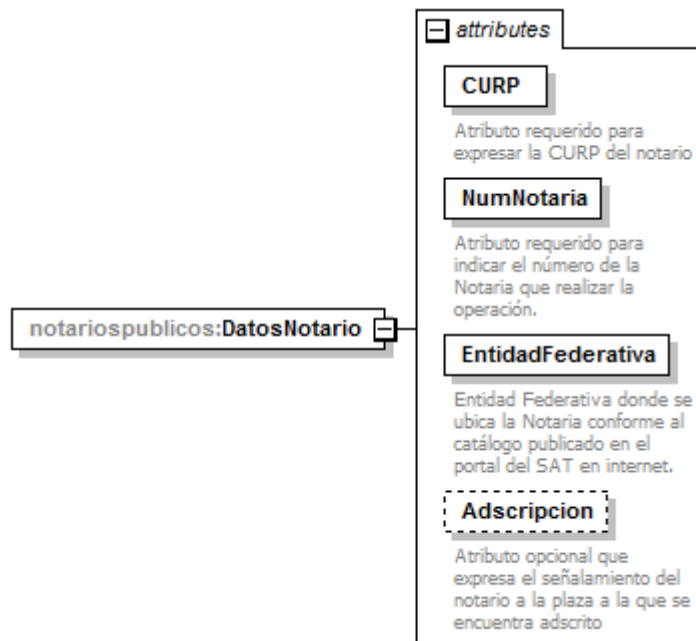 attributes
CURP
Atributo requerido para
expresar la CURP del notario
NumNotaria
Atributo requerido para
indicar el número de la
Notaria que realizar la
operación.
notariospublicos:DatosNotario
EntidadFederativa
Entidad Federativa donde se
ubica la Notaria conforme al
catálogo publicado en el
portal del SAT en internet.
Adscripcion
Atributo opcional que
expresa el señalamiento del
notario a la plaza a la que se
encuentra adscrito